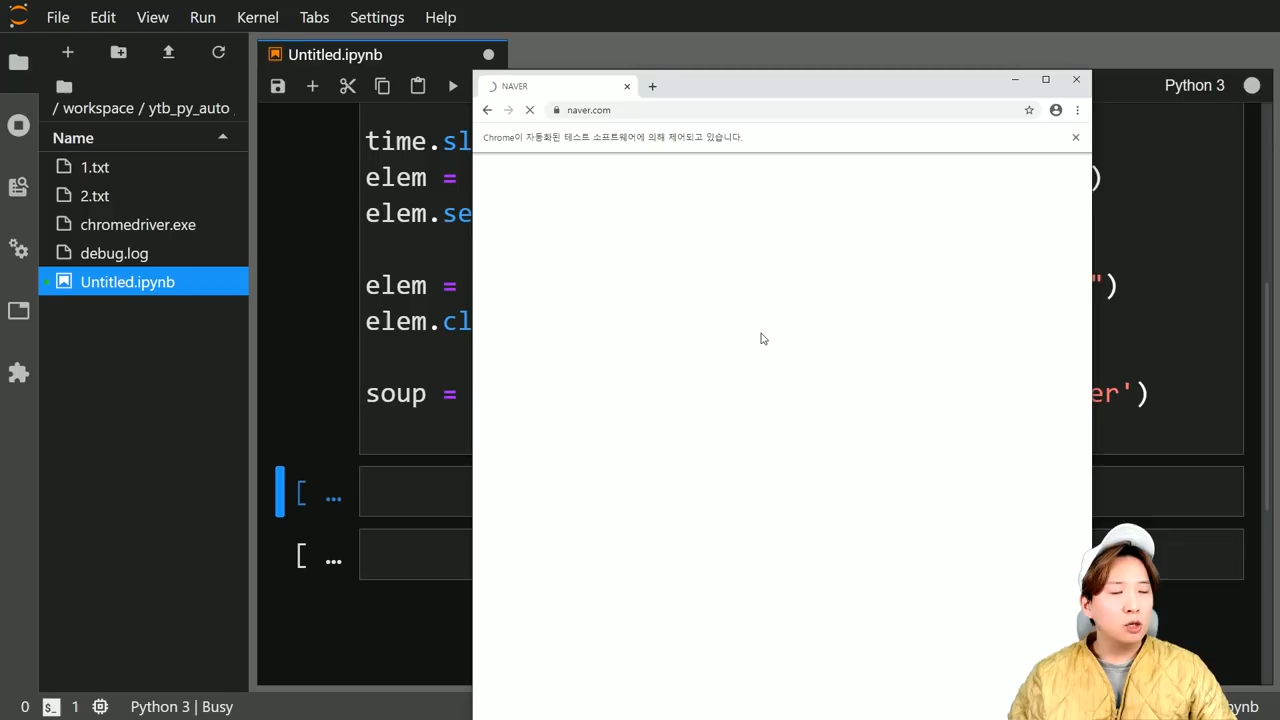 File Edit View Run Kernel Tabs Settings Help
/ workspace / ytb_py_auto
Name
1.txt
2.txt
chromedriver.exe
debug.log
Untitled.ipynb
Untitled.ipynb
Python 3
NAVER
naver.com
Chrome이 자동화된 테스트 소프트웨어에 의해 제어되고 있습니다.
time.sl
elem = )
elem.se
elem = ")
elem.cl
soup = er')
[ …
[ …
0 $_ 1 Python 3 | Busy
ynb